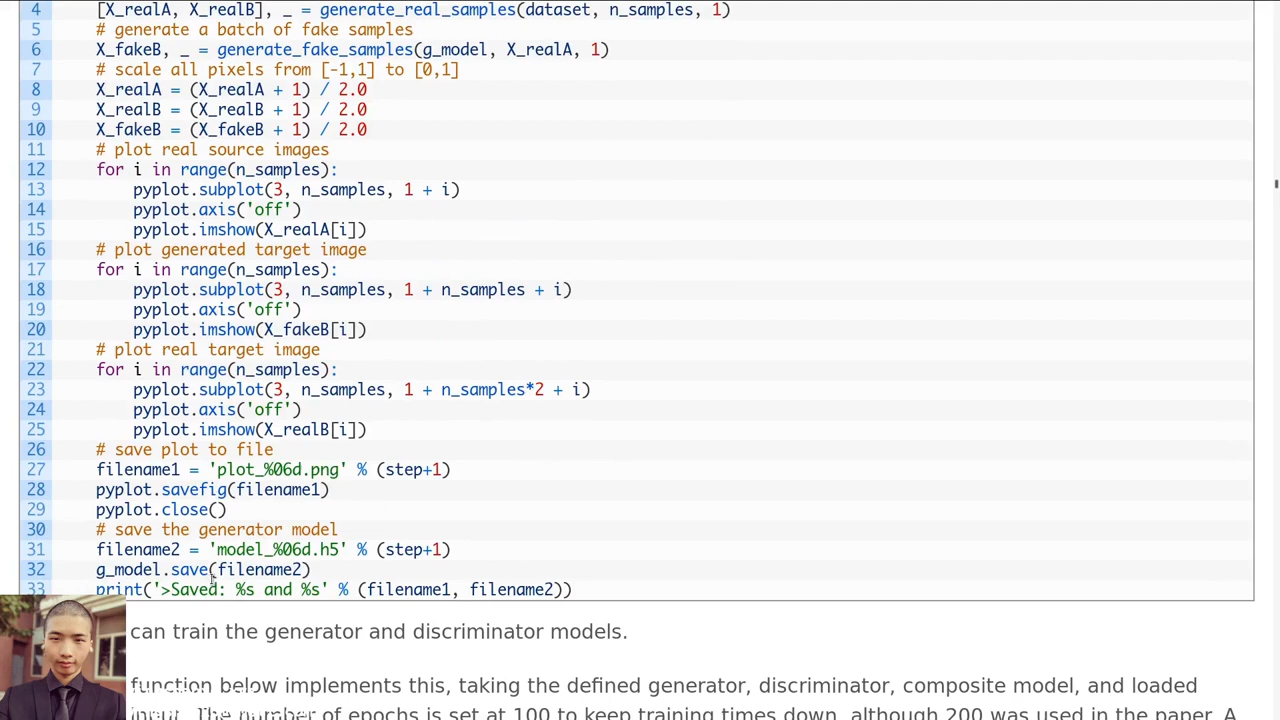 4 [X_realA, X_realB], _ = generate_real_samples(dataset, n_samples, 1)
5 # generate a batch of fake samples
6 X_fakeB, _ = generate_fake_samples(g_model, X_realA, 1)
7 # scale all pixels from [-1,1] to [0,1]
8 X_realA = (X_realA + 1) / 2.0
9 X_realB = (X_realB + 1) / 2.0
10 X_fakeB = (X_fakeB + 1) / 2.0
11 # plot real source images
12 for i in range(n_samples):
13 pyplot.subplot(3, n_samples, 1 + i)
14 pyplot.axis('off')
15 pyplot.imshow(X_realA[i])
16 # plot generated target image
17 for i in range(n_samples):
18 pyplot.subplot(3, n_samples, 1 + n_samples + i)
19 pyplot.axis('off')
20 pyplot.imshow(X_fakeB[i])
21 # plot real target image
22 for i in range(n_samples):
23 pyplot.subplot(3, n_samples, 1 + n_samples*2 + i)
24 pyplot.axis('off')
25 pyplot.imshow(X_realB[i])
26 # save plot to file
27 filename1 = 'plot_%06d.png' % (step+1)
28 pyplot.savefig(filename1)
29 pyplot.close()
30 # save the generator model
31 filename2 = 'model_%06d.h5' % (step+1)
32 g_model.save(filename2)
33 print('>Saved: %s and %s' % (filename1, filename2))
can train the generator and discriminator models.
function below implements this, taking the defined generator, discriminator, composite model, and loaded
The number of epochs is set at 100 to keep training times down, although 200 was used in the paper. A